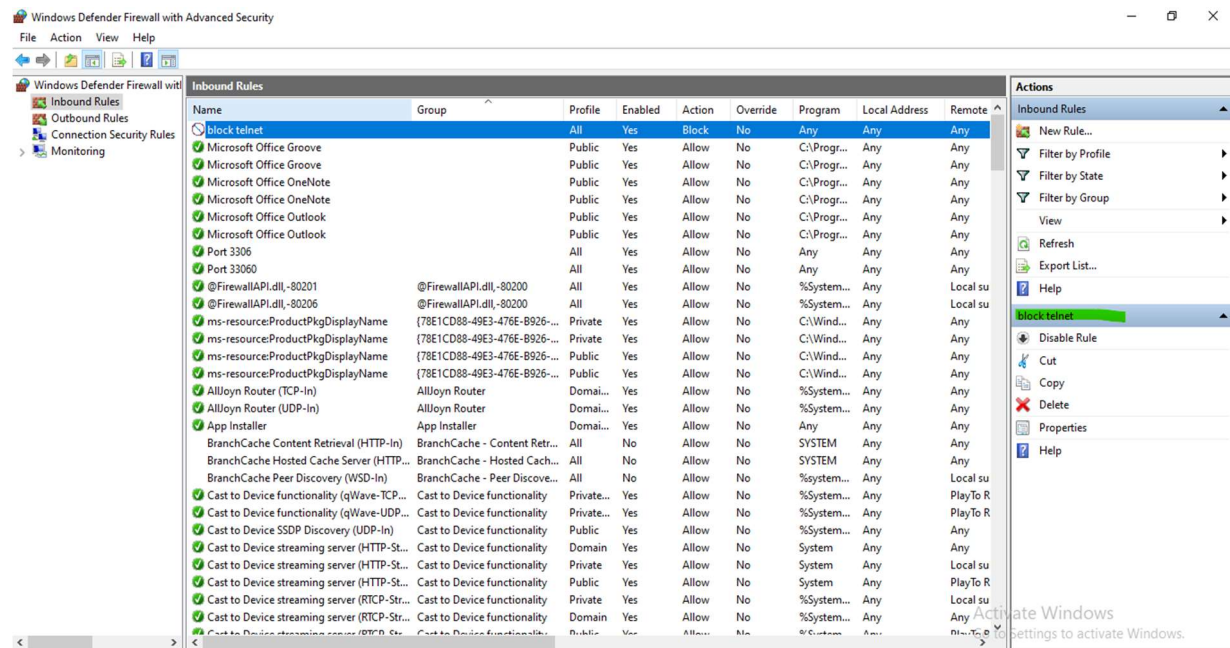 Windows Defender Firewall with Advanced Security
File Action View Help
Windows Defender Firewall witl
Inbound Rules
Outbound Rules
Connection Security Rules
Monitoring
Inbound Rules
Name Group Profile Enabled Action Override Program Local Address Remote
block telnet All Yes Block No Any Any Any
Microsoft Office Groove Public Yes Allow No C:\Progr... Any Any
Microsoft Office Groove Public Yes Allow No C:\Progr... Any Any
Microsoft Office OneNote Public Yes Allow No C:\Progr... Any Any
Microsoft Office OneNote Public Yes Allow No C:\Progr... Any Any
Microsoft Office Outlook Public Yes Allow No C:\Progr... Any Any
Microsoft Office Outlook Public Yes Allow No C:\Progr... Any Any
Port 3306 All Yes Allow No Any Any Any
Port 33060 All Yes Allow No Any Any Any
@FirewallAPI.dll,-80201 @FirewallAPI.dll,-80200 All Yes Allow No %System... Any Local su
@FirewallAPI.dll,-80206 @FirewallAPI.dll,-80200 All Yes Allow No %System... Any Local su
ms-resource:ProductPkgDisplayName {78E1CD88-49E3-476E-B926-... Private Yes Allow No C:\Wind... Any Any
ms-resource:ProductPkgDisplayName {78E1CD88-49E3-476E-B926-... Private Yes Allow No C:\Wind... Any Any
ms-resource:ProductPkgDisplayName {78E1CD88-49E3-476E-B926-... Public Yes Allow No C:\Wind... Any Any
ms-resource:ProductPkgDisplayName {78E1CD88-49E3-476E-B926-... Public Yes Allow No C:\Wind... Any Any
AllJoyn Router (TCP-In) AllJoyn Router Domai... Yes Allow No %System... Any Any
AllJoyn Router (UDP-In) AllJoyn Router Domai... Yes Allow No %System... Any Any
App Installer App Installer Domai... Yes Allow No Any Any Any
BranchCache Content Retrieval (HTTP-In) BranchCache - Content Retr... All No Allow No SYSTEM Any Any
BranchCache Hosted Cache Server (HTTP... BranchCache - Hosted Cach... All No Allow No SYSTEM Any Any
BranchCache Peer Discovery (WSD-In) BranchCache - Peer Discove... All No Allow No %system... Any Local su
Cast to Device functionality (qWave-TCP... Cast to Device functionality Private... Yes Allow No %System... Any PlayTo R
Cast to Device functionality (qWave-UDP... Cast to Device functionality Private... Yes Allow No %System... Any PlayTo R
Cast to Device SSDP Discovery (UDP-In) Cast to Device functionality Public Yes Allow No %System... Any Any
Cast to Device streaming server (HTTP-St... Cast to Device functionality Domain Yes Allow No System Any Any
Cast to Device streaming server (HTTP-St... Cast to Device functionality Private Yes Allow No System Any Local su
Cast to Device streaming server (HTTP-St... Cast to Device functionality Public Yes Allow No System Any PlayTo R
Cast to Device streaming server (RTCP-Str... Cast to Device functionality Private Yes Allow No %System... Any Local su
Cast to Device streaming server (RTCP-Str... Cast to Device functionality Domain Yes Allow No %System... Any Any
Cast to Device streaming server (RTCP-Str... Cast to Device functionality Public Yes Allow No %System... Any PlayTo R
Actions
Inbound Rules
New Rule...
Filter by Profile
Filter by State
Filter by Group
View
Refresh
Export List...
Help
block telnet
Disable Rule
Cut
Copy
Delete
Properties
Help
Activate Windows
Go to Settings to activate Windows.